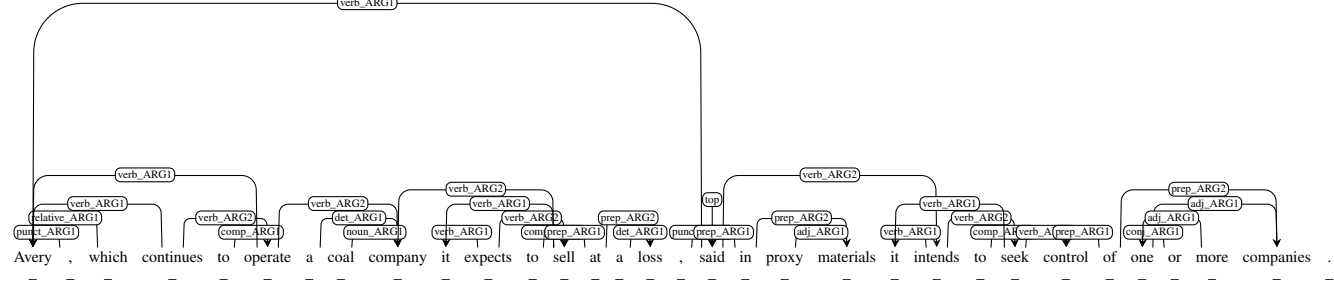 verb_ARG1
verb_ARG1 verb_ARG2 verb_ARG2 prep_ARG2
top
verb_ARG1 verb_ARG2 verb_ARG1 verb_ARG1 adj_ARG1
relative_ARG1 verb_ARG2 det_ARG1 verb_ARG2 prep_ARG2 prep_ARG2 verb_ARG2 adj_ARG1
punct_ARG1 comp_ARG1 noun_ARG1 verb_ARG1 prep_ARG1 det_ARG1 prep_ARG1 adj_ARG1 verb_ARG1 prep_ARG1 conj_ARG1
Avery , which continues to operate a coal company it expects to sell at a loss , said in proxy materials it intends to seek control of one or more companies .
_ _ _ _ _ _ _ _ _ _ _ _ _ _ _ _ _ _ _ _ _ _ _ _ _ _ _ _ _ _ _ _